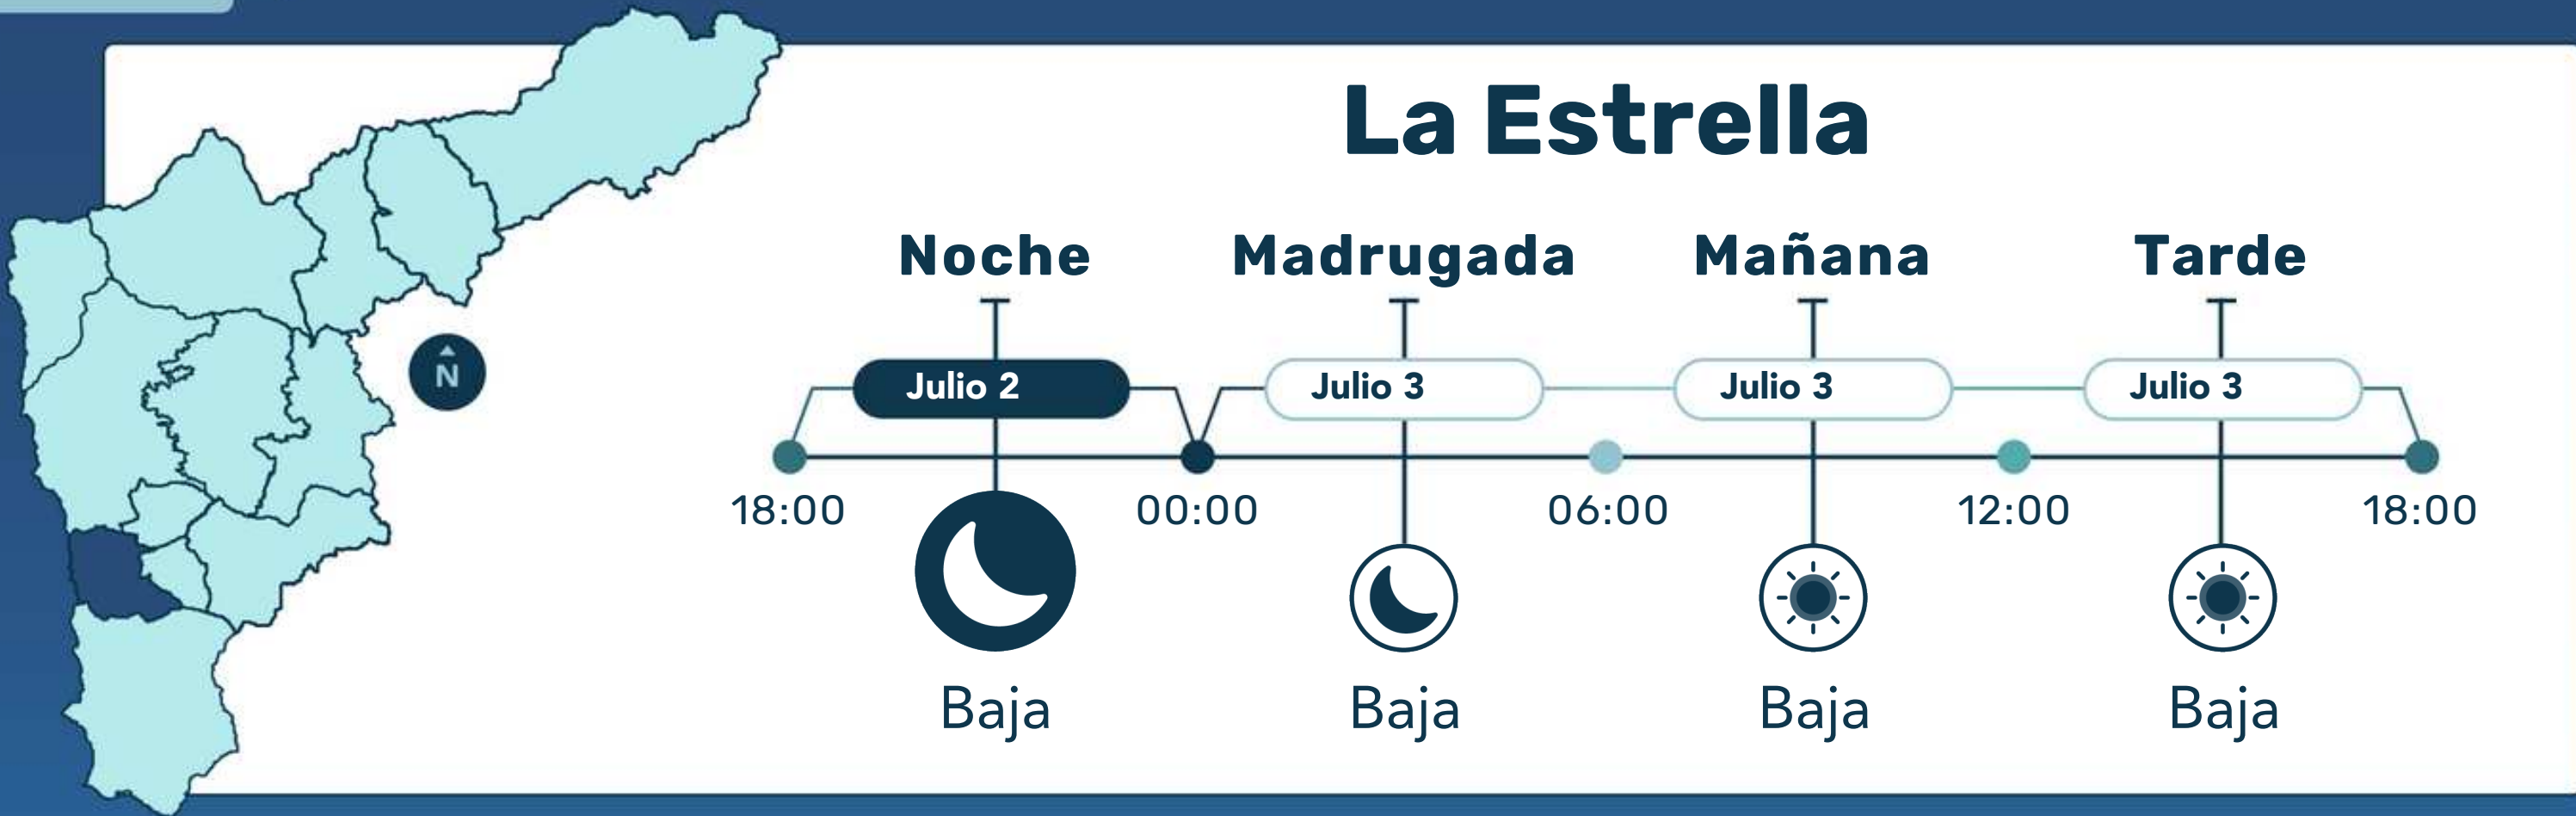 La Estrella
Noche Madrugada Mañana Tarde
Julio 2 Julio 3 Julio 3 Julio 3
N
18:00 00:00 06:00 12:00 18:00
Baja Baja Baja Baja